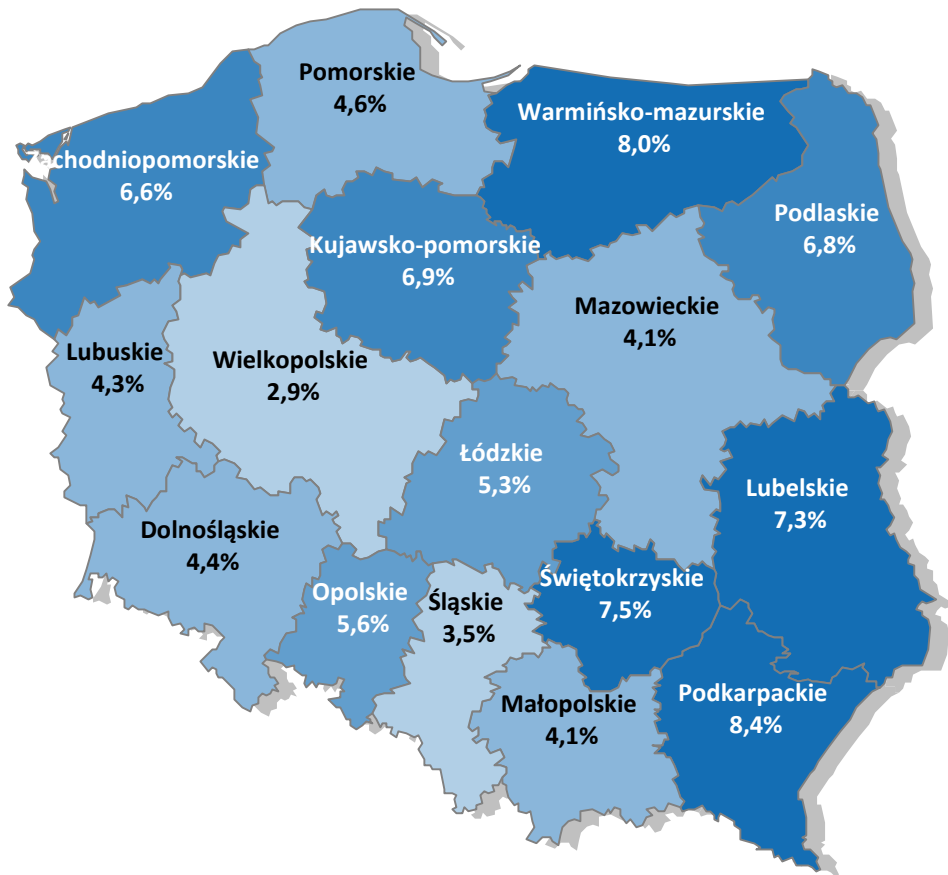 Pomorskie
4,6%
Warmińsko-mazurskie
8,0%
Zachodniopomorskie
6,6%
Podlaskie
6,8%
Kujawsko-pomorskie
6,9%
Mazowieckie
4,1%
Lubuskie
4,3%
Wielkopolskie
2,9%
Łódzkie
5,3%
Lubelskie
7,3%
Dolnośląskie
4,4%
Świętokrzyskie
7,5%
Opolskie
5,6%
Śląskie
3,5%
Podkarpackie
8,4%
Małopolskie
4,1%